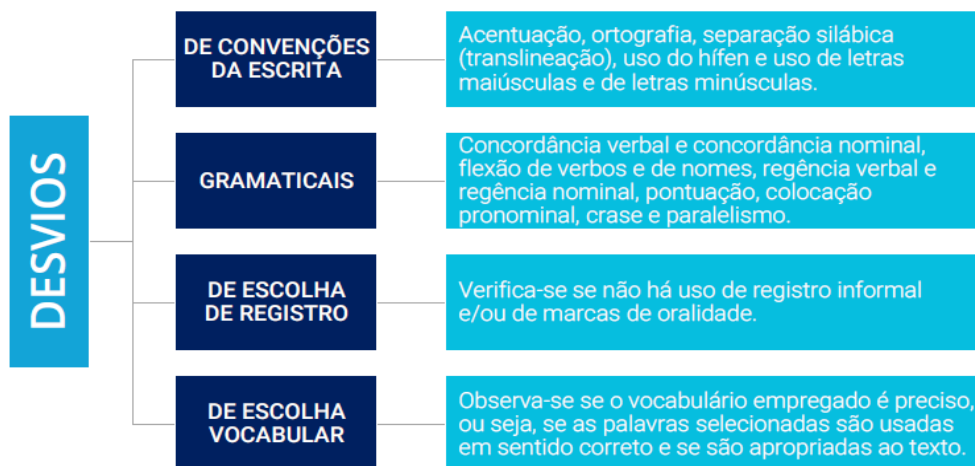 DESVIOS
DE CONVENÇÕES
DA ESCRITA
Acentuação, ortografia, separação silábica
(translineação), uso do hífen e uso de letras
maiúsculas e de letras minúsculas.
GRAMATICAIS
Concordância verbal e concordância nominal,
flexão de verbos e de nomes, regência verbal e
regência nominal, pontuação, colocação
pronominal, crase e paralelismo.
DE ESCOLHA
DE REGISTRO
Verifica-se se não há uso de registro informal
e/ou de marcas de oralidade.
DE ESCOLHA
VOCABULAR
Observa-se se o vocabulário empregado é preciso,
ou seja, se as palavras selecionadas são usadas
em sentido correto e se são apropriadas ao texto.